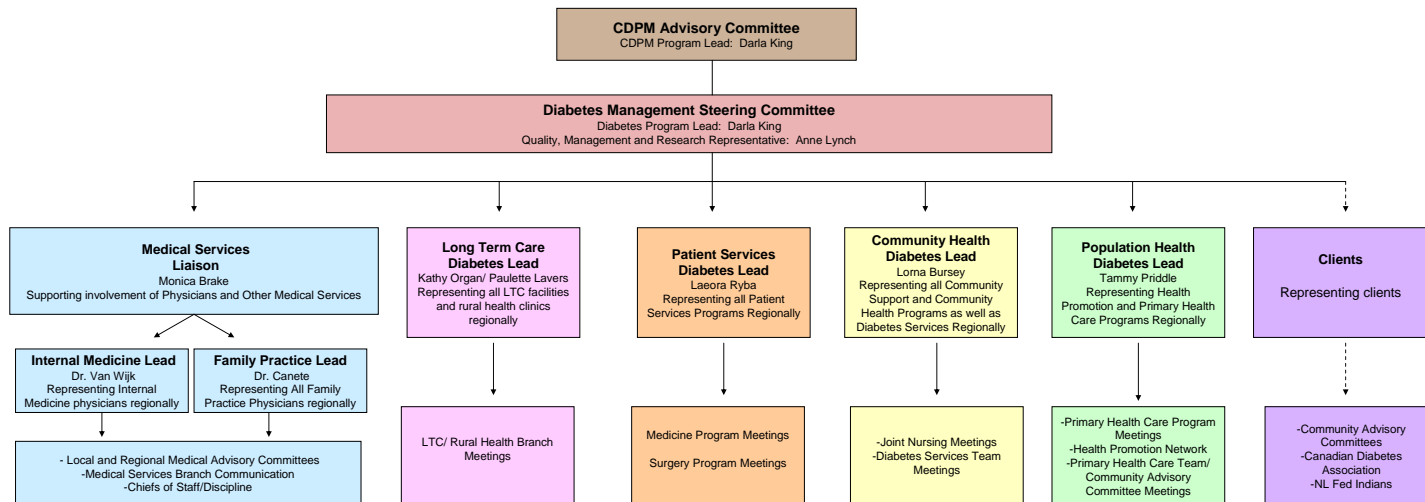 CDPM Advisory Committee
CDPM Program Lead:  Darla King
Diabetes Management Steering Committee
Diabetes Program Lead:  Darla King
Quality, Management and Research Representative:  Anne Lynch
Medical Services
Liaison
Monica Brake
Supporting involvement of Physicians and Other Medical Services
Long Term Care
Diabetes Lead
Kathy Organ/ Paulette Lavers
Representing all LTC facilities
and rural health clinics
regionally
Patient Services
Diabetes Lead
Laeora Ryba
Representing all Patient
Services Programs Regionally
Community Health
Diabetes Lead
Lorna Bursey
Representing all Community
Support and Community
Health Programs as well as
Diabetes Services Regionally
Population Health
Diabetes Lead
Tammy Priddle
Representing Health
Promotion and Primary Health
Care Programs Regionally
Clients
Representing clients
Internal Medicine Lead
Dr. Van Wijk
Representing Internal
Medicine physicians regionally
Family Practice Lead
Dr. Canete
Representing All Family
Practice Physicians regionally
- Local and Regional Medical Advisory Committees
-Medical Services Branch Communication
-Chiefs of Staff/Discipline
LTC/ Rural Health Branch
Meetings
Medicine Program Meetings
Surgery Program Meetings
-Joint Nursing Meetings
-Diabetes Services Team
Meetings
-Primary Health Care Program
Meetings
-Health Promotion Network
-Primary Health Care Team/
Community Advisory
Committee Meetings
-Community Advisory
Committees
-Canadian Diabetes
Association
-NL Fed Indians